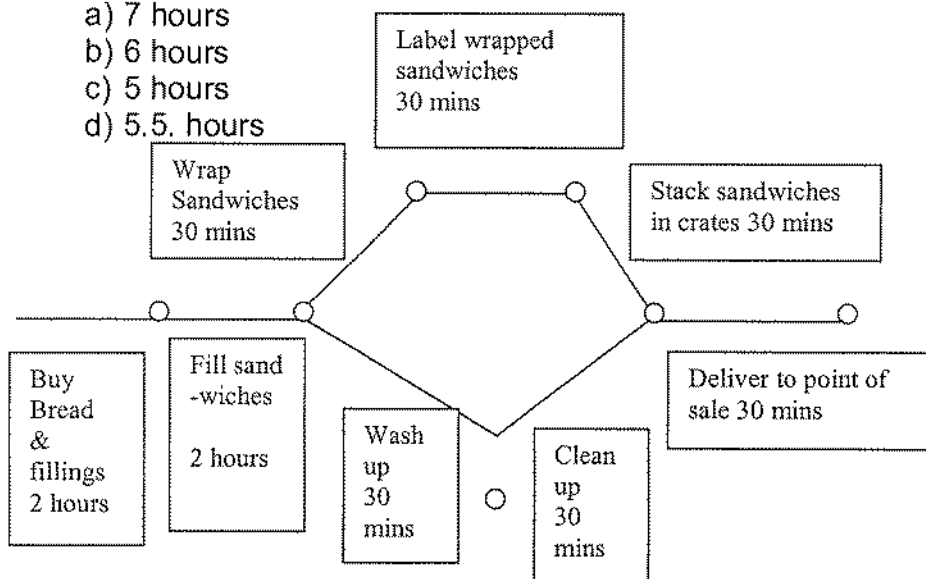 a) 7 hours
b) 6 hours
c) 5 hours
d) 5.5. hours
Label wrapped
sandwiches
30 mins
Wrap
Sandwiches
30 mins
Stack sandwiches
in crates 30 mins
Buy
Bread
&
fillings
2 hours
Fill sand
-wiches
2 hours
Wash
up
30
mins
Clean
up
30
mins
Deliver to point of
sale 30 mins